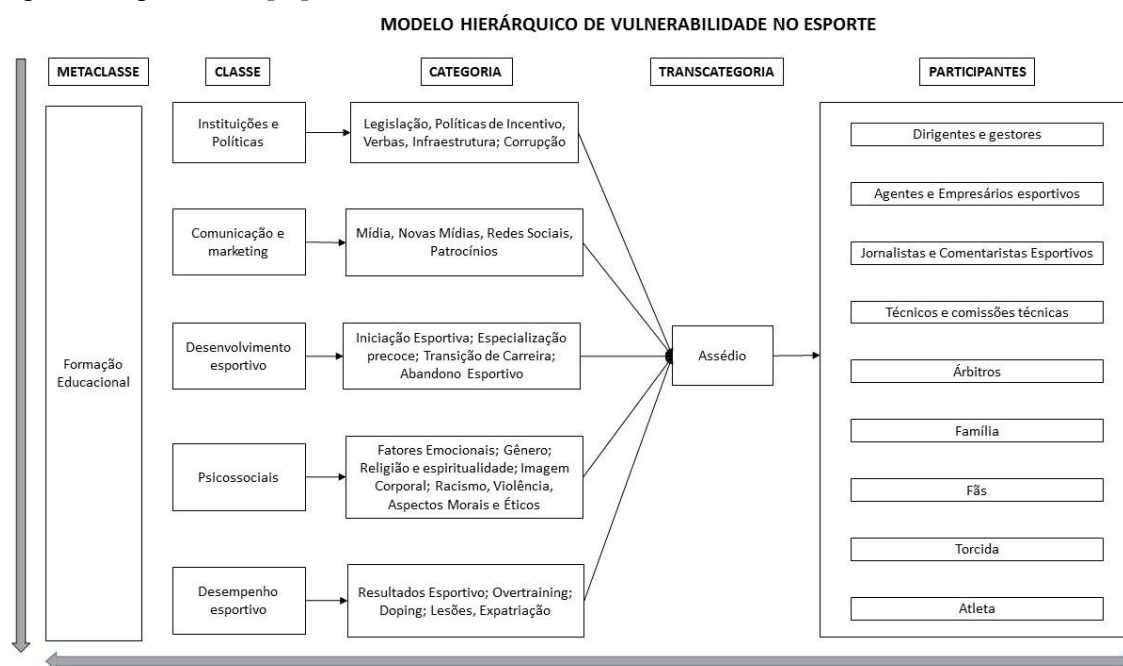 MODELO HIERÁRQUICO DE VULNERABILIDADE NO ESPORTE
METACLASSE
CLASSE
CATEGORIA
TRANSCATEGORIA
PARTICIPANTES
Formação
Educacional
Instituições e
Políticas
Legislação, Políticas de Incentivo,
Verbas, Infraestrutura; Corrupção
Comunicação e
marketing
Mídia, Novas Mídias, Redes Sociais,
Patrocínios
Desenvolvimento
esportivo
Iniciação Esportiva; Especialização
precoce; Transição de Carreira;
Abandono Esportivo
Psicossociais
Fatores Emocionais; Gênero;
Religião e espiritualidade; Imagem
Corporal; Racismo, Violência,
Aspectos Morais e Éticos
Desempenho
esportivo
Resultados Esportivo; Overtraining;
Doping; Lesões, Expatriação
Assédio
Dirigentes e gestores
Agentes e Empresários esportivos
Jornalistas e Comentaristas Esportivos
Técnicos e comissões técnicas
Árbitros
Família
Fãs
Torcida
Atleta